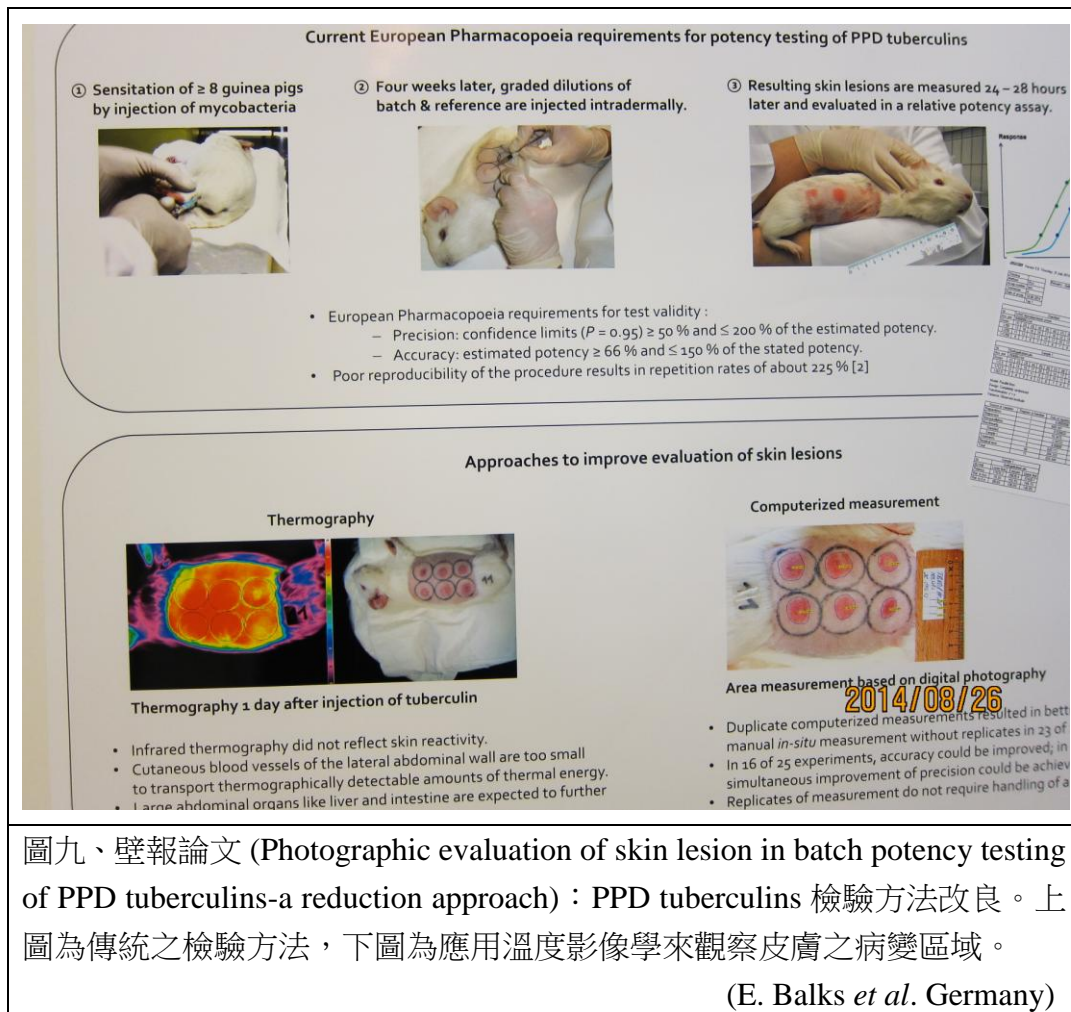 Current European Pharmacopoeia requirements for potency testing of PPD tuberculins
① Sensitation of ≥ 8 guinea pigs
by injection of mycobacteria
② Four weeks later, graded dilutions of
batch & reference are injected intradermally.
③ Resulting skin lesions are measured 24 – 28 hours
later and evaluated in a relative potency assay.
Response
• European Pharmacopoeia requirements for test validity :
– Precision: confidence limits (P = 0.95) ≥ 50 % and ≤ 200 % of the estimated potency.
– Accuracy: estimated potency ≥ 66 % and ≤ 150 % of the stated potency.
• Poor reproducibility of the procedure results in repetition rates of about 225 % [2]
Approaches to improve evaluation of skin lesions
Thermography
11
Thermography 1 day after injection of tuberculin
• Infrared thermography did not reflect skin reactivity.
• Cutaneous blood vessels of the lateral abdominal wall are too small
to transport thermographically detectable amounts of thermal energy.
• Large abdominal organs like liver and intestine are expected to further
Computerized measurement
Area measurement based on digital photography
2014/08/26
• Duplicate computerized measurements resulted in bett
manual in-situ measurement without replicates in 23 of
• In 16 of 25 experiments, accuracy could be improved; in
simultaneous improvement of precision could be achiev
• Replicates of measurement do not require handling of a
圖九、壁報論文 (Photographic evaluation of skin lesion in batch potency testing
of PPD tuberculins-a reduction approach)：PPD tuberculins 檢驗方法改良。上
圖為傳統之檢驗方法，下圖為應用溫度影像學來觀察皮膚之病變區域。
(E. Balks et al. Germany)